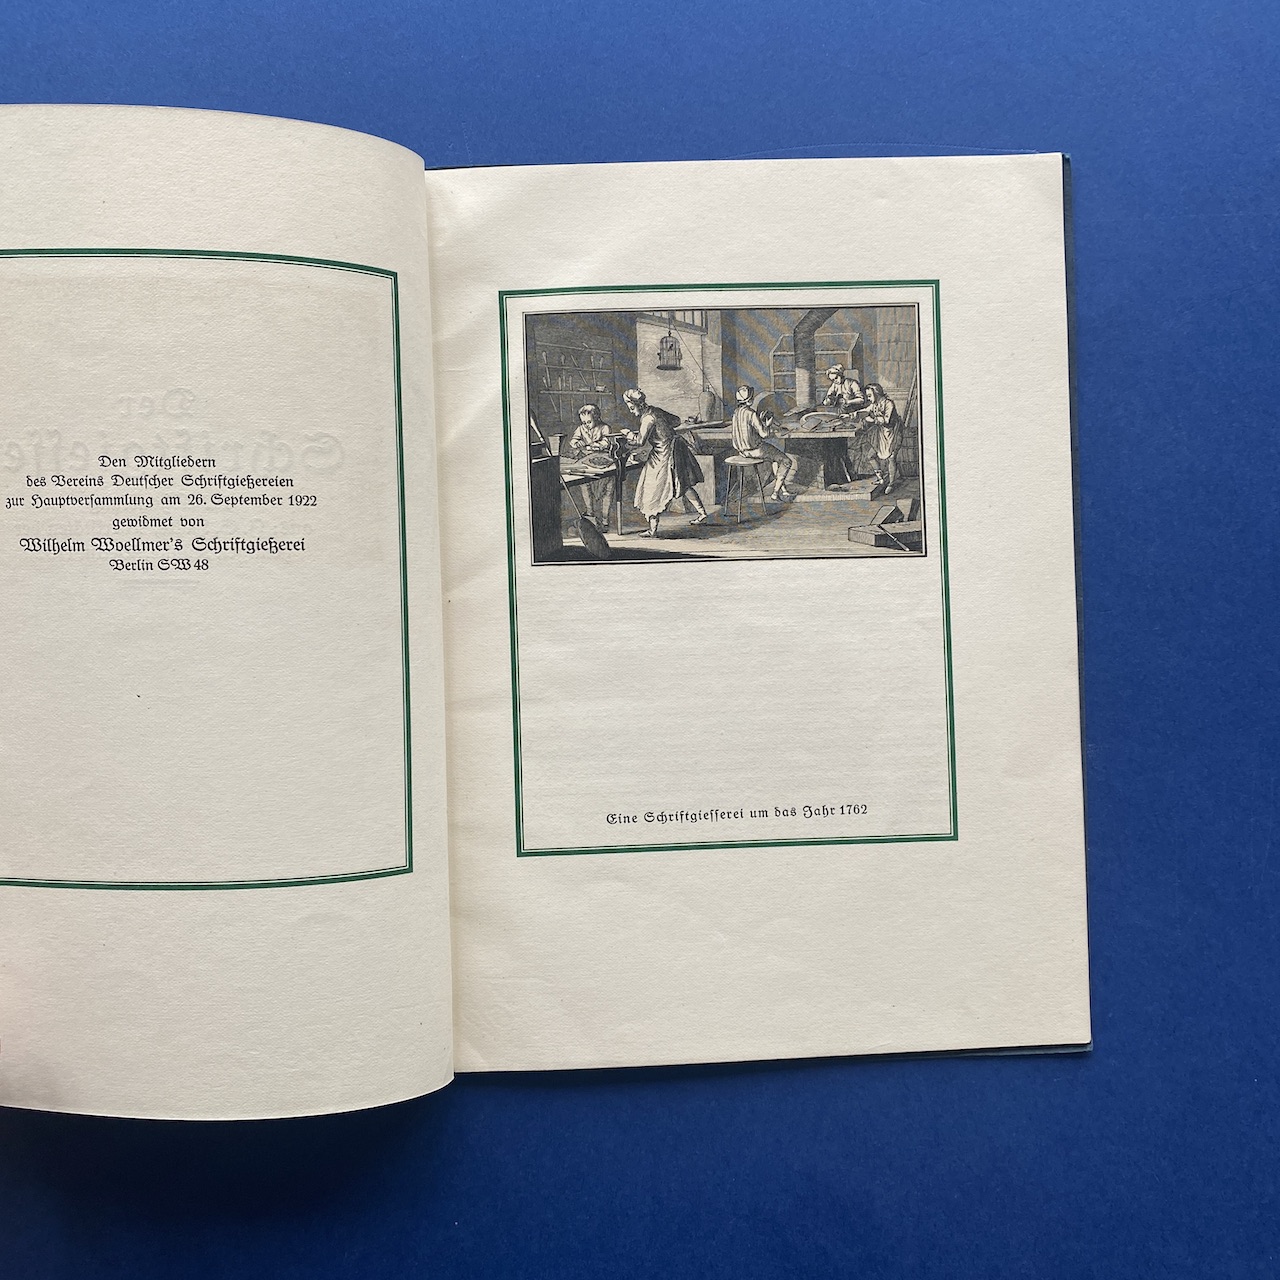 Den Mitgliedern
des Vereins Deutscher Schriftgießereien
zur Hauptversammlung am 26. September 1922
gewidmet von
Wilhelm Woellmer's Schriftgießerei
Berlin SW 48
Eine Schriftgiesserei um das Jahr 1762